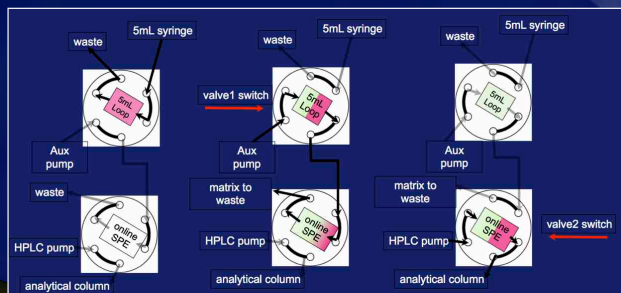 waste
5mL syringe
5mL
Loop
Aux
pump
waste
online
SPE
HPLC pump
analytical column
waste
5mL syringe
valve1 switch
5mL
Loop
Aux
pump
matrix to
waste
online
SPE
HPLC pump
analytical column
waste
5mL syringe
5mL
Loop
Aux
pump
matrix to
waste
online
SPE
HPLC pump
valve2 switch
analytical column